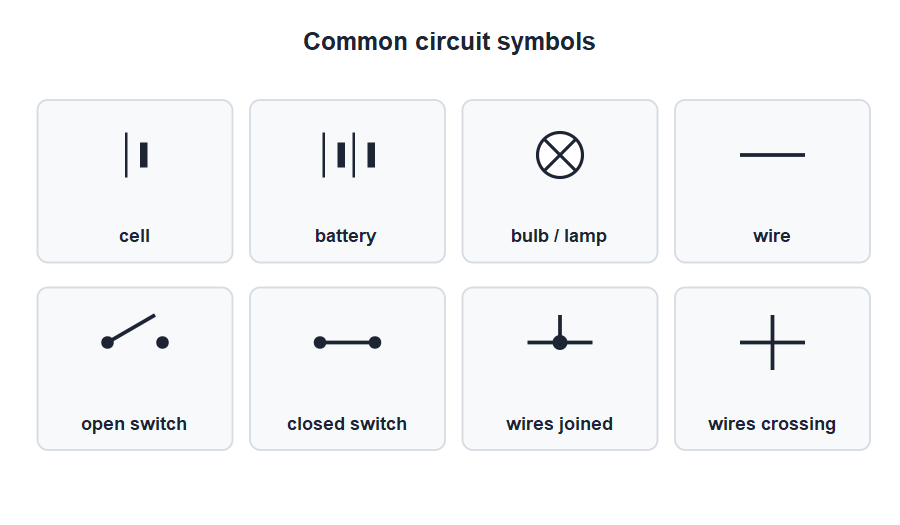 Common circuit symbols
cell
battery
bulb / lamp
wire
open switch
closed switch
wires joined
wires crossing